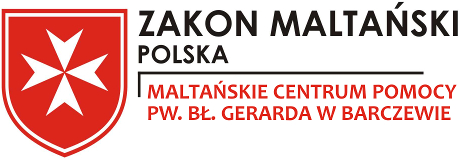 ZAKON MALTAŃSKI
POLSKA
MALTAŃSKIE CENTRUM POMOCY
PW. BŁ. GERARDA W BARCZEWIE